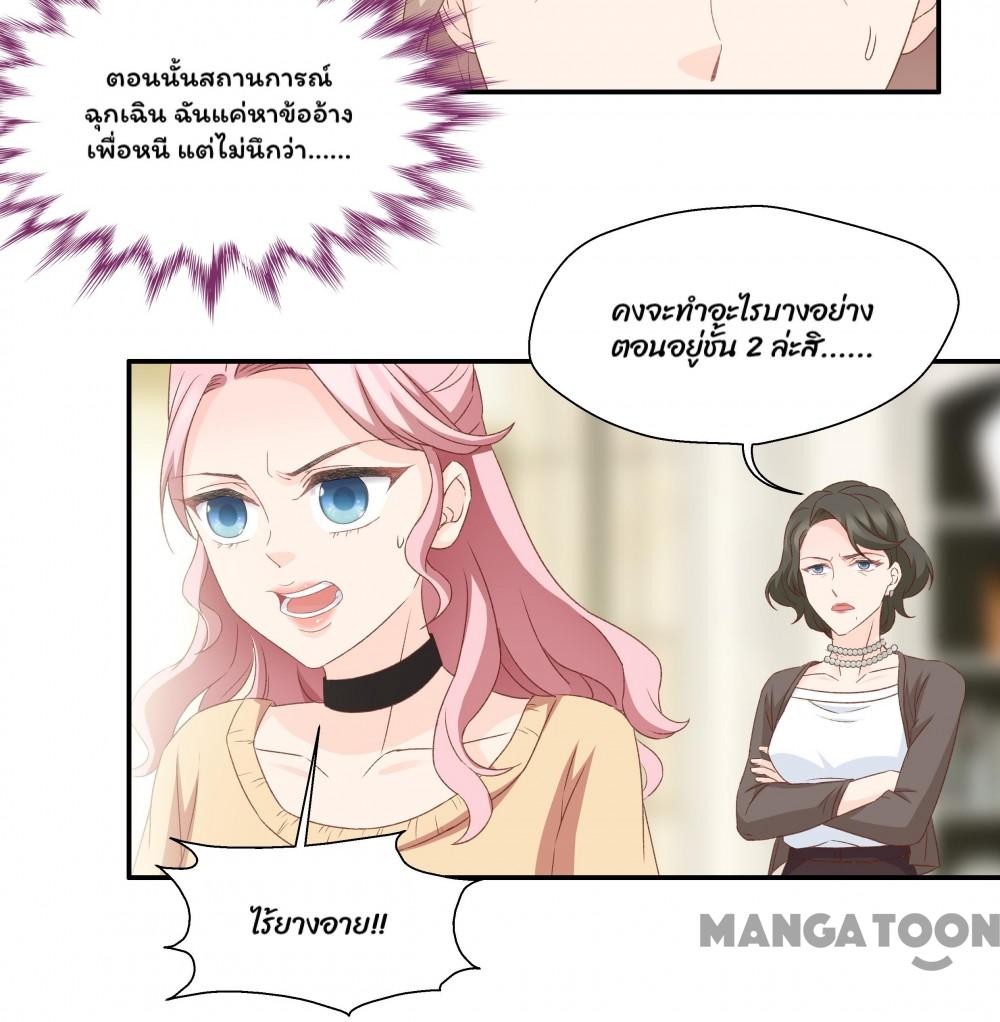 ตอนนั้นสถานการณ์
ฉุกเฉิน ฉันแค่หาข้ออ้าง
เพื่อหนี แต่ไม่นึกว่า......
คงจะทำอะไรบางอย่าง
ตอนอยู่ชั้น 2 ล่ะสิ......
ไร้ยางอาย!!
MANGATOON